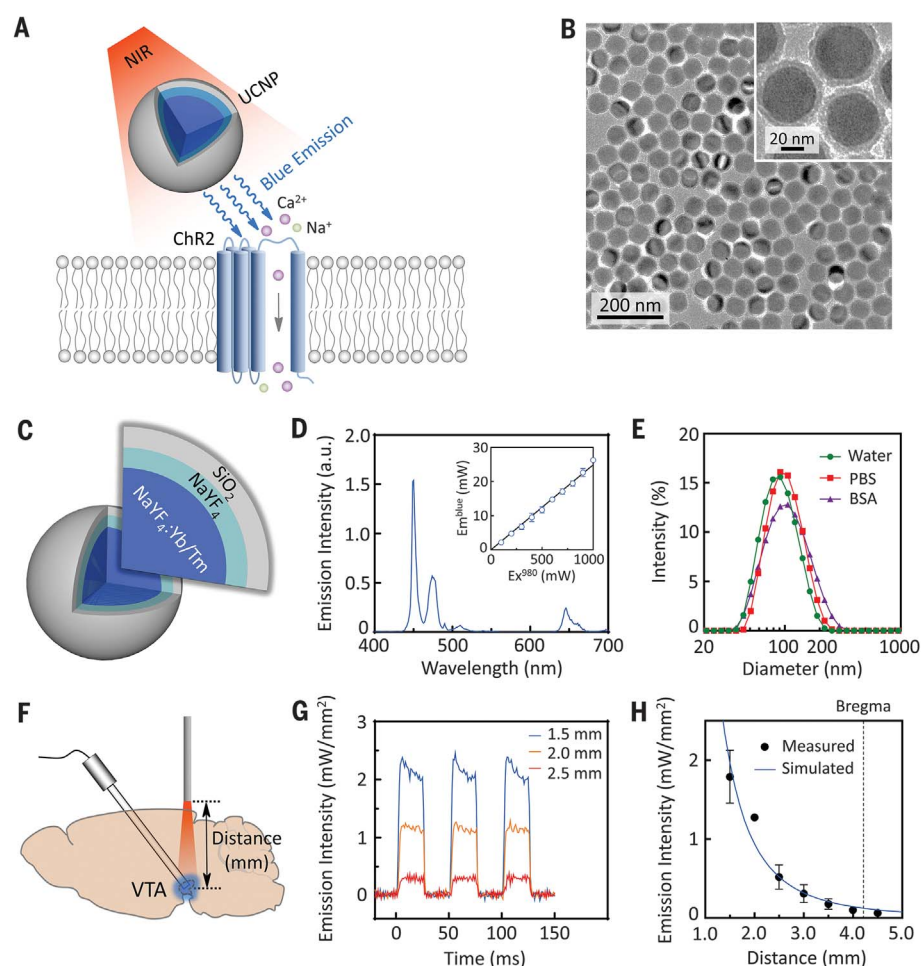 A
NIR
UCNP
Blue Emission
Ca2+
Na+
ChR2
B
20 nm
200 nm
C
SiO2
NaYF4
NaYF4:Yb/Tm
D
Emission Intensity (a.u.)
2.0
1.5
1.0
0.5
0
400
500
600
700
Wavelength (nm)
Emblue (mW)
30
20
10
0
0
500
1000
Ex980 (mW)
E
Intensity (%)
20
15
10
5
0
20
100
200
1000
Diameter (nm)
Water
PBS
BSA
F
Distance
(mm)
VTA
G
Emission Intensity (mW/mm2)
3
2
1
0
0
50
100
150
Time (ms)
1.5 mm
2.0 mm
2.5 mm
H
Bregma
Emission Intensity (mW/mm2)
2
1
0
1.0
2.0
3.0
4.0
5.0
Distance (mm)
Measured
Simulated